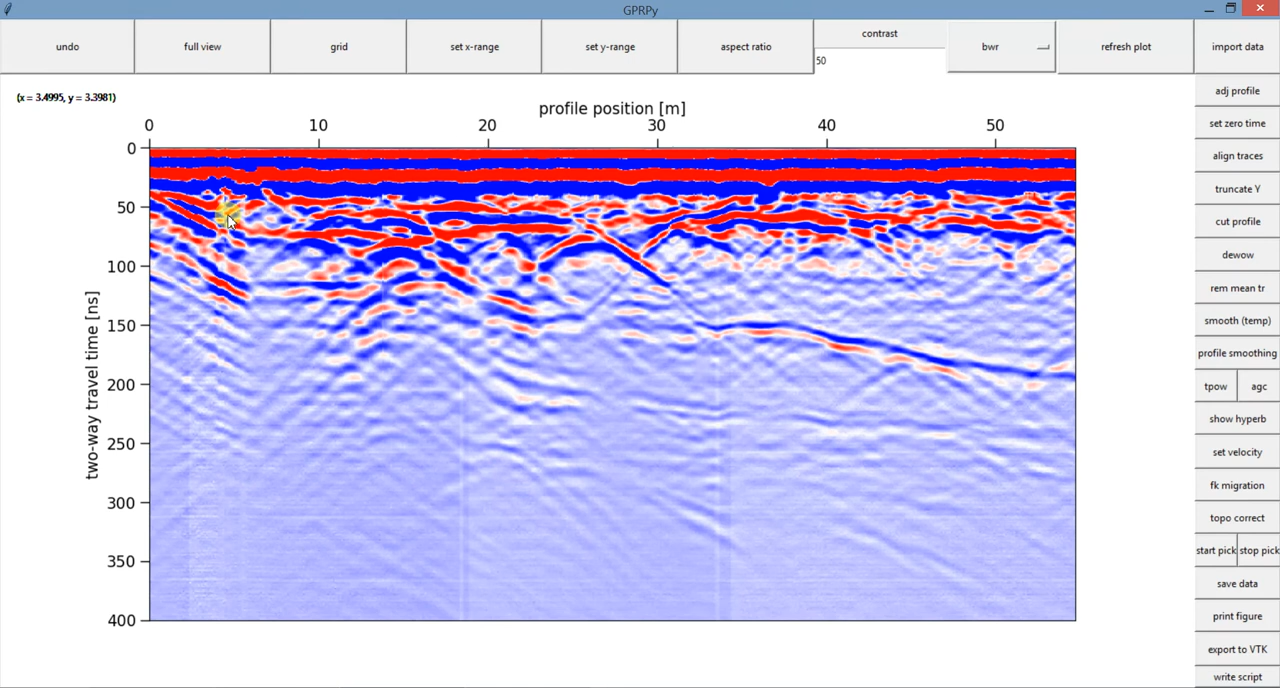 GPRPy
undo
full view
grid
set x-range
set y-range
aspect ratio
contrast
50
bwr
refresh plot
import data
(x = 3.4995, y = 3.3981)
profile position [m]
0 10 20 30 40 50
two-way travel time [ns]
0
50
100
150
200
250
300
350
400
adj profile
set zero time
align traces
truncate Y
cut profile
dewow
rem mean tr
smooth (temp)
profile smoothing
tpow agc
show hyperb
set velocity
fk migration
topo correct
start pick stop pick
save data
print figure
export to VTK
write script